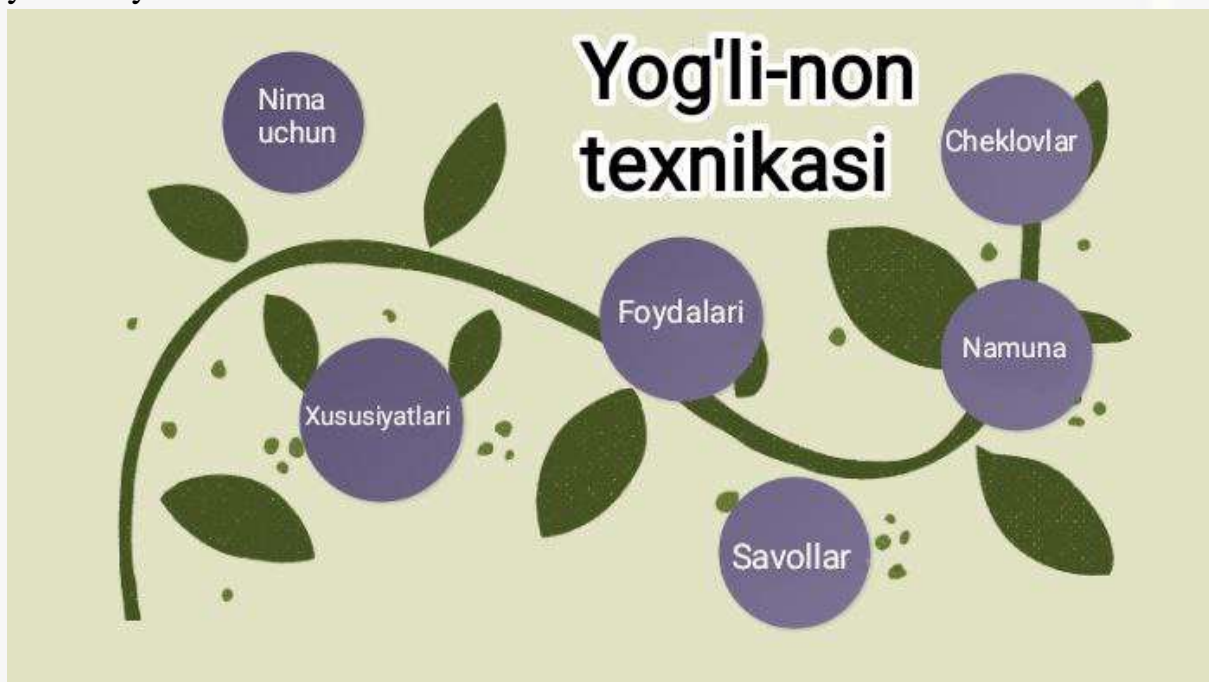 Yog'li-non
texnikasi
Nima
uchun
Cheklovlar
Foydalari
Namuna
Xususiyatlari
Savollar